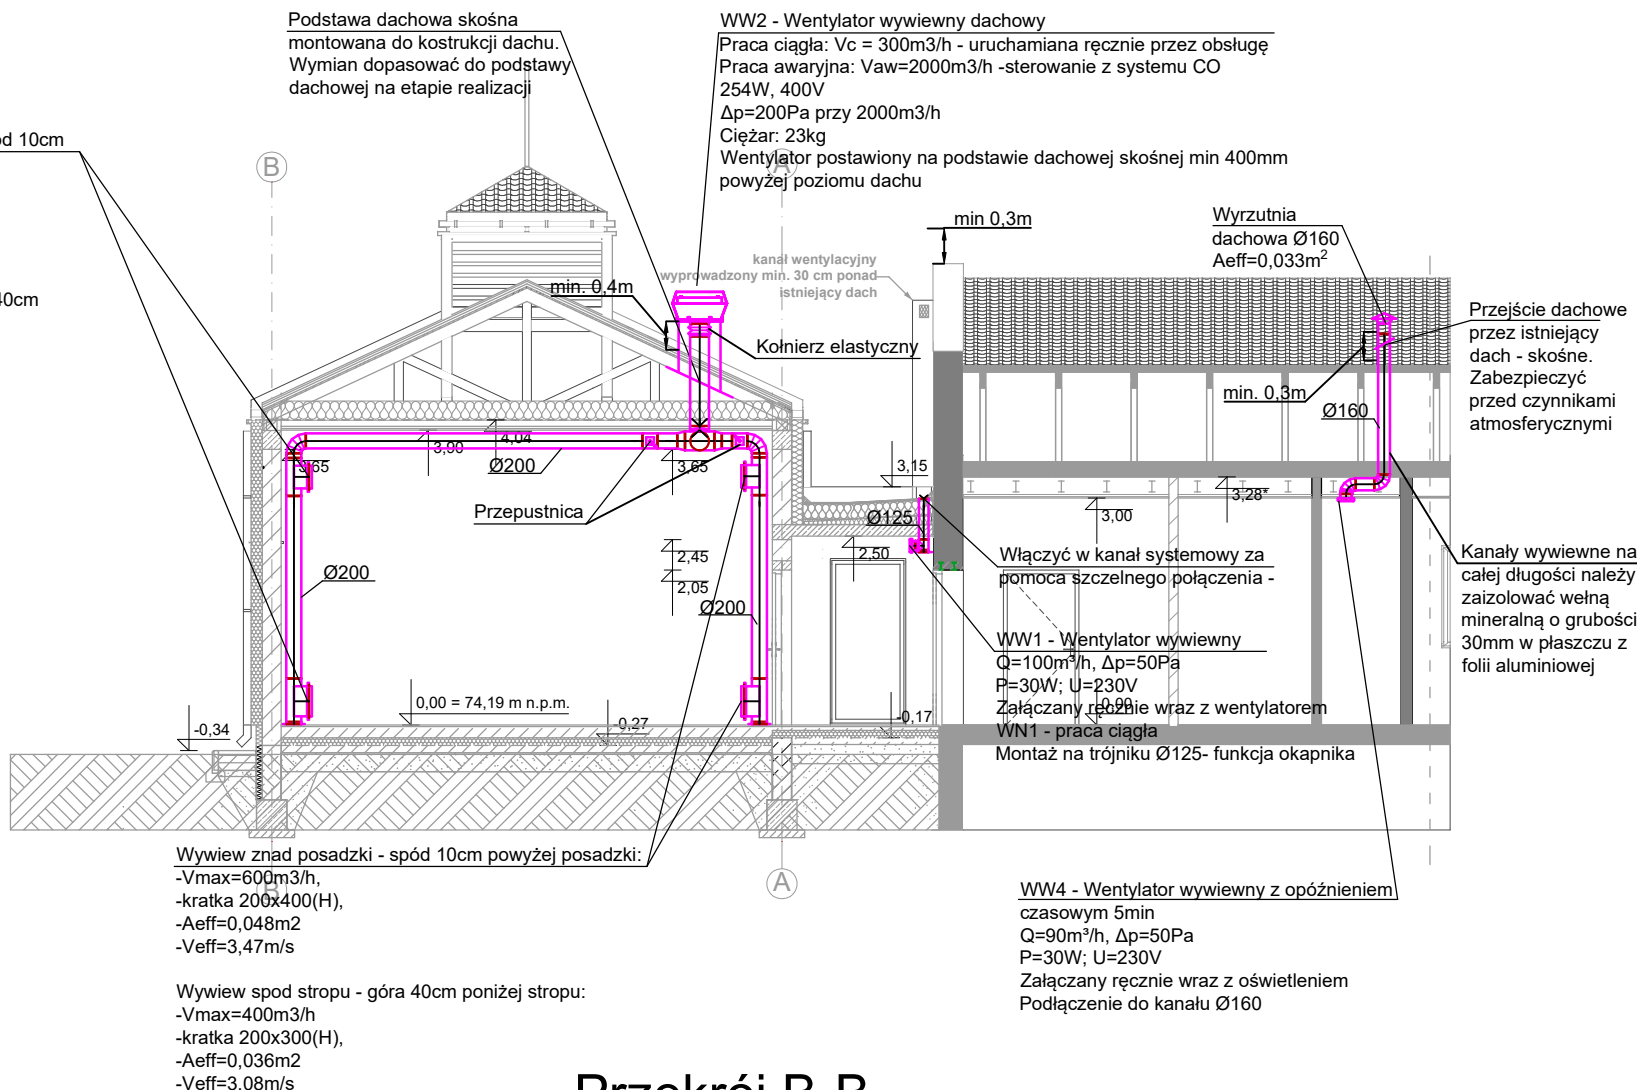 Podstawa dachowa skośna
montowana do kostrukcji dachu.
Wymian dopasować do podstawy
dachowej na etapie realizacji
WW2 - Wentylator wywiewny dachowy
Praca ciągła: Vc = 300m3/h - uruchamiana ręcznie przez obsługę
Praca awaryjna: Vaw=2000m3/h -sterowanie z systemu CO
254W, 400V
Δp=200Pa przy 2000m3/h
Ciężar: 23kg
Wentylator postawiony na podstawie dachowej skośnej min 400mm
powyżej poziomu dachu
10cm
40cm
B
A
min 0,3m
Wyrzutnia
dachowa Ø160
Aeff=0,033m²
kanał wentylacyjny
wyprowadzony min. 30 cm ponad
istniejący dach
min. 0,4m
Kołnierz elastyczny
Przejście dachowe
przez istniejący
dach - skośne.
Zabezpieczyć
przed czynnikami
atmosferycznymi
min. 0,3m
Ø160
3,90
4,04
3,65
Ø200
3,65
3,15
3,28*
Przepustnica
Ø125
3,00
2,50
2,45
2,05
Ø200
Ø200
Włączyć w kanał systemowy za
pomoca szczelnego połączenia -
Kanały wywiewne na
całej długości należy
zaizolować wełną
mineralną o grubości
30mm w płaszczu z
folii aluminiowej
WW1 - Wentylator wywiewny
Q=100m³/h, Δp=50Pa
P=30W; U=230V
Załączany ręcznie wraz z wentylatorem
WN1 - praca ciągła
Montaż na trójniku Ø125- funkcja okapnika
0,00
0,00 = 74,19 m n.p.m.
-0,34
-0,27
-0,17
Wywiew znad posadzki - spód 10cm powyżej posadzki:
-Vmax=600m3/h,
-kratka 200x400(H),
-Aeff=0,048m2
-Veff=3,47m/s
B
A
WW4 - Wentylator wywiewny z opóźnieniem
czasowym 5min
Q=90m³/h, Δp=50Pa
P=30W; U=230V
Załączany ręcznie wraz z oświetleniem
Podłączenie do kanału Ø160
Wywiew spod stropu - góra 40cm poniżej stropu:
-Vmax=400m3/h
-kratka 200x300(H),
-Aeff=0,036m2
-Veff=3,08m/s
Przekrój B-B